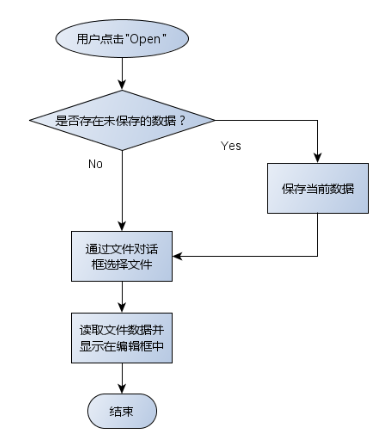 用户点击"Open"
是否存在未保存的数据？
Yes
No
保存当前数据
通过文件对话
框选择文件
读取文件数据并
显示在编辑框中
结束